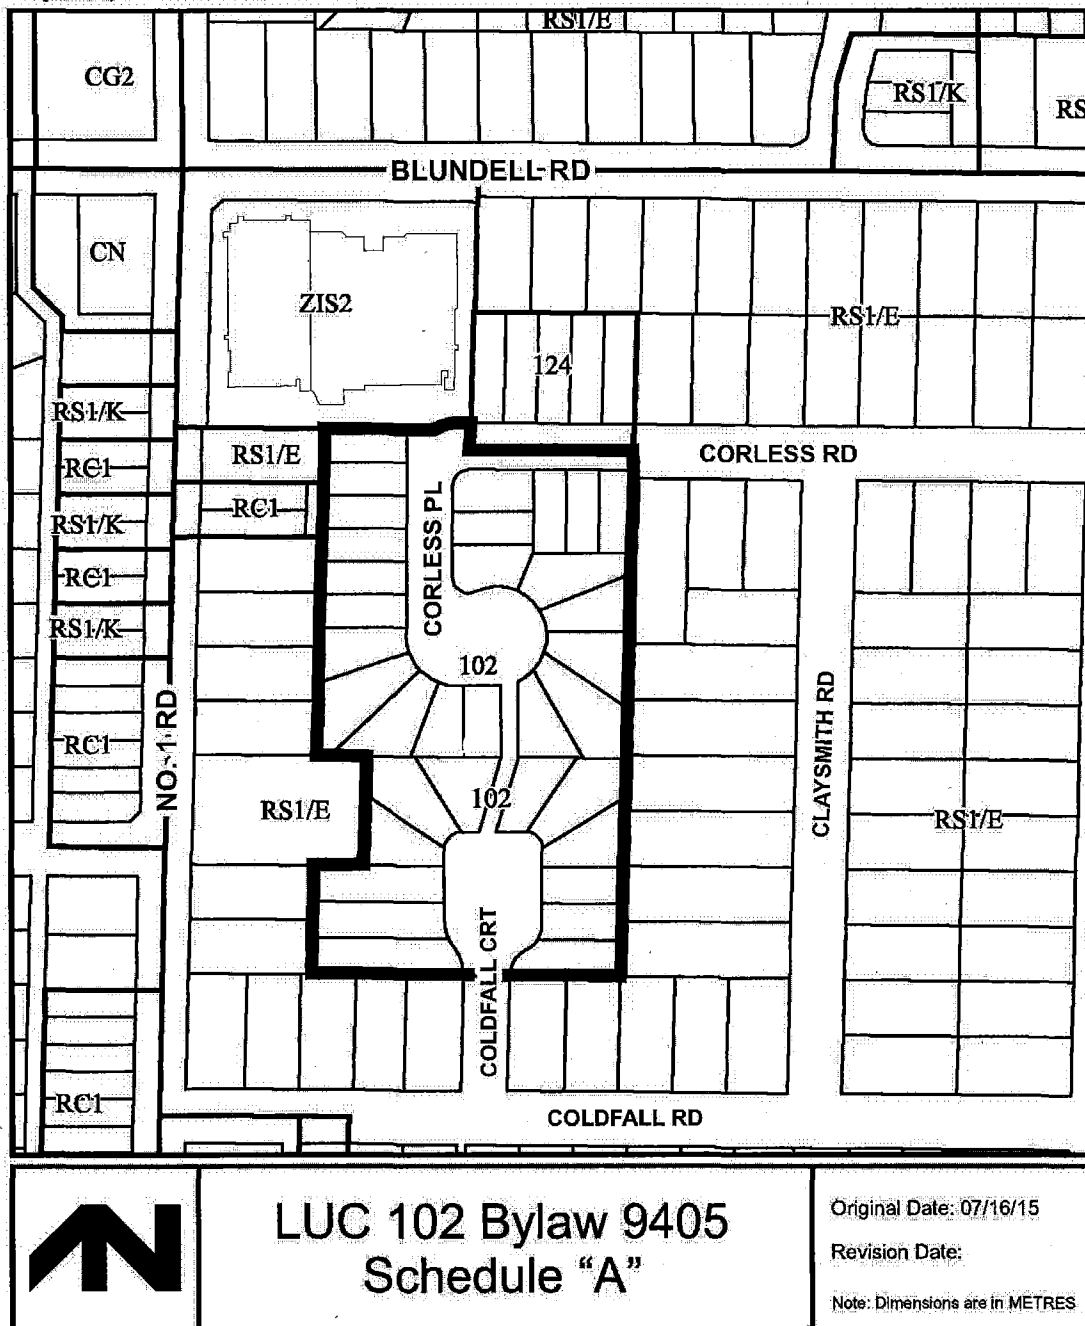 RS1/E
CG2
RS1/K
RS
BLUNDELL RD
CN
ZIS2
RS1/E
124
RS1/K
RS1/E
CORLESS RD
RC1
RC1
RS1/K
CORLESS PL
RC1
RS1/K
102
NO. 1 RD
CLAYSMITH RD
RC1
102
RS1/E
RS1/E
COLDFALL CRT
RC1
COLDFALL RD
N
LUC 102 Bylaw 9405
Schedule “A”
Original Date: 07/16/15
Revision Date:
Note: Dimensions are in METRES